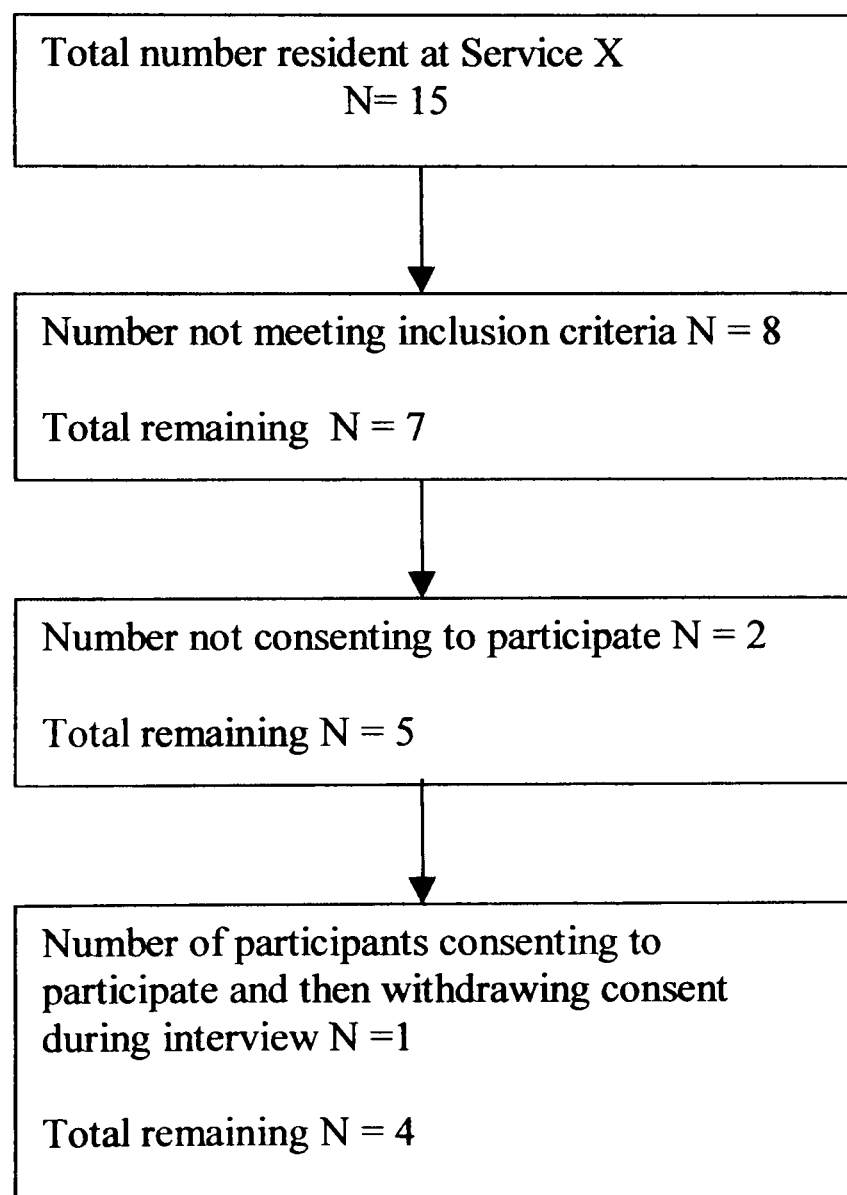 Total number resident at Service X
N= 15
Number not meeting inclusion criteria N = 8
Total remaining N = 7
Number not consenting to participate N = 2
Total remaining N = 5
Number of participants consenting to
participate and then withdrawing consent
during interview N =1
Total remaining N = 4